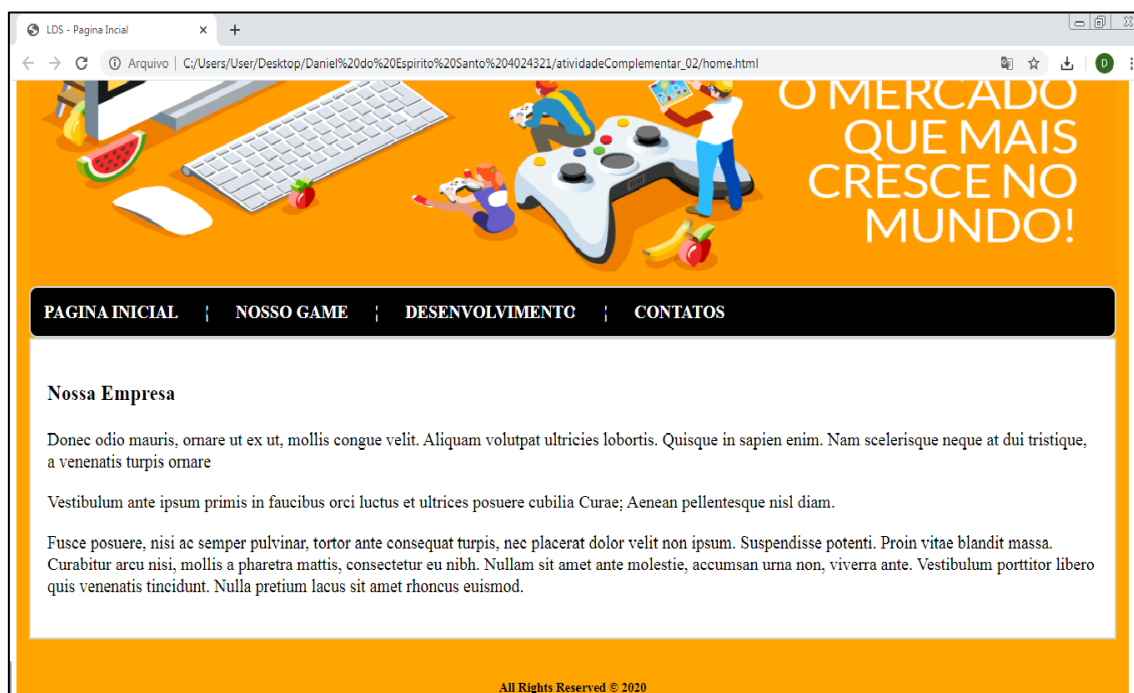 LDS - Pagina Incial
Arquivo | C:/Users/User/Desktop/Daniel%20do%20Espirito%20Santo%204024321/atividadeComplementar_02/home.html
D
O MERCADO
QUE MAIS
CRESCE NO
MUNDO!
PAGINA INICIAL ¦ NOSSO GAME ¦ DESENVOLVIMENTO ¦ CONTATOS
Nossa Empresa
Donec odio mauris, ornare ut ex ut, mollis congue velit. Aliquam volutpat ultricies lobortis. Quisque in sapien enim. Nam scelerisque neque at dui tristique,
a venenatis turpis ornare
Vestibulum ante ipsum primis in faucibus orci luctus et ultrices posuere cubilia Curae; Aenean pellentesque nisl diam.
Fusce posuere, nisi ac semper pulvinar, tortor ante consequat turpis, nec placerat dolor velit non ipsum. Suspendisse potenti. Proin vitae blandit massa.
Curabitur arcu nisi, mollis a pharetra mattis, consectetur eu nibh. Nullam sit amet ante molestie, accumsan urna non, viverra ante. Vestibulum porttitor libero
quis venenatis tincidunt. Nulla pretium lacus sit amet rhoncus euismod.
All Rights Reserved © 2020